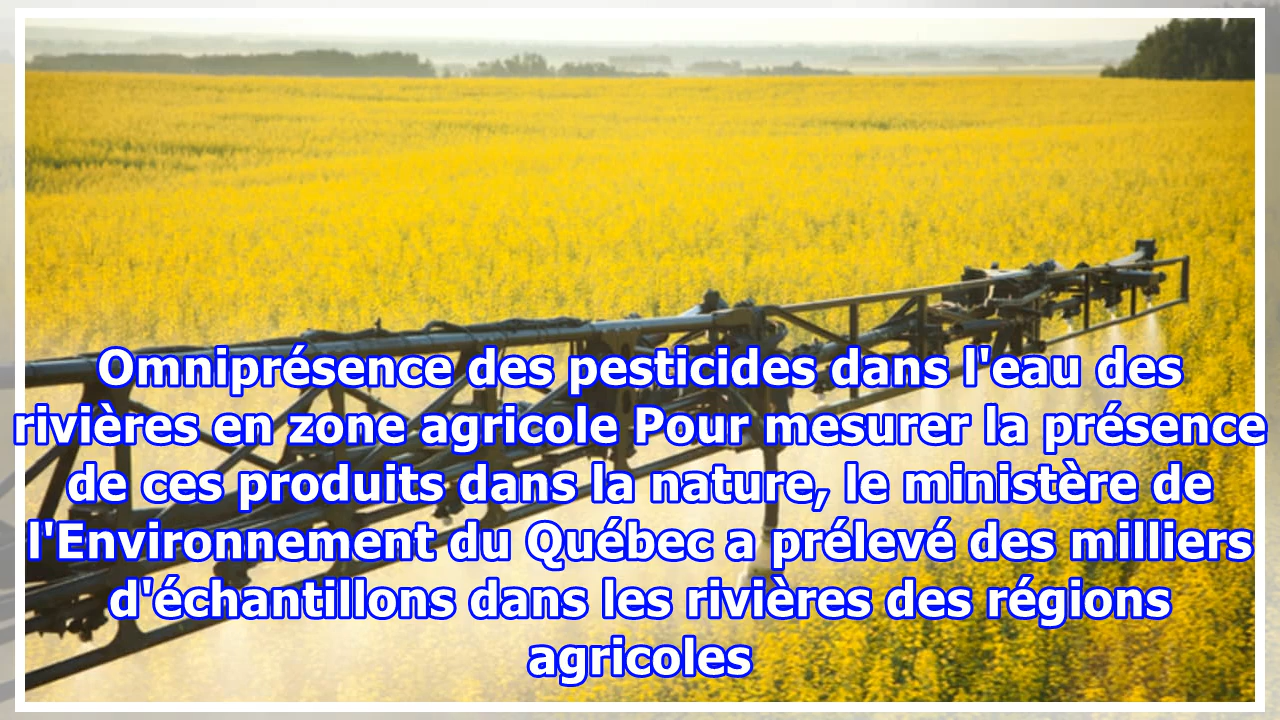 Omniprésence des pesticides dans l'eau des
rivières en zone agricole Pour mesurer la présence
de ces produits dans la nature, le ministère de
l'Environnement du Québec a prélevé des milliers
d'échantillons dans les rivières des régions
agricoles